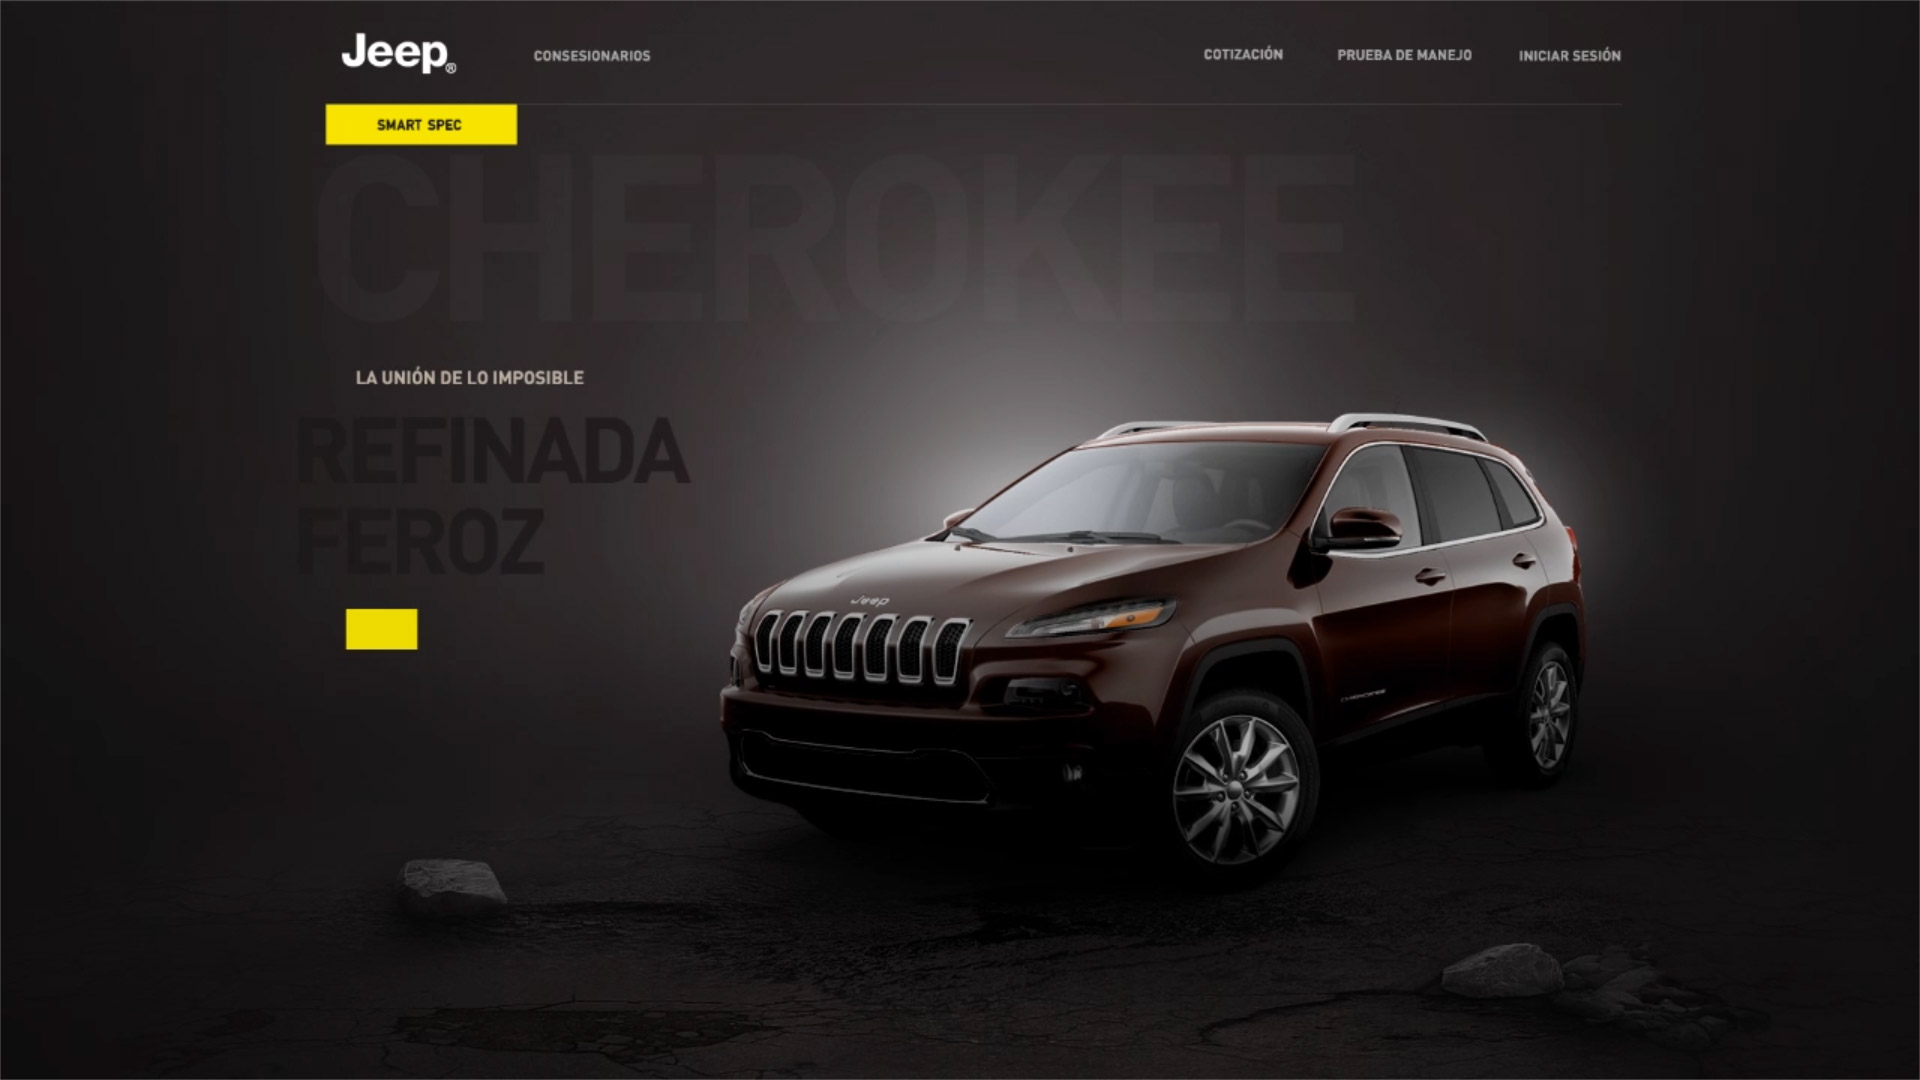 Jeep®
CONSESIONARIOS
COTIZACIÓN
PRUEBA DE MANEJO
INICIAR SESIÓN
SMART SPEC
CHEROKEE
LA UNIÓN DE LO IMPOSIBLE
REFINADA
FEROZ
Jeep
CHEROKEE